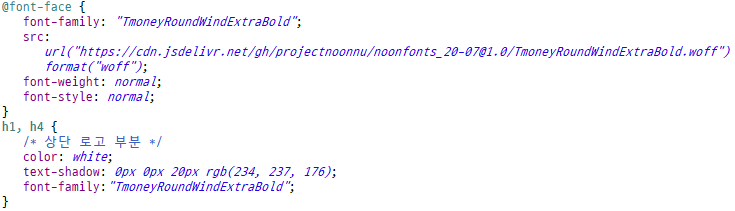 @font-face {
font-family: "TmoneyRoundWindExtraBold";
src:
url("https://cdn.jsdelivr.net/gh/projectnoonnu/noonfonts_20-07@1.0/TmoneyRoundWindExtraBold.woff")
format("woff");
font-weight: normal;
font-style: normal;
}
h1, h4 {
/* 상단 로고 부분 */
color: white;
text-shadow: 0px 0px 20px rgb(234, 237, 176);
font-family:"TmoneyRoundWindExtraBold";
}